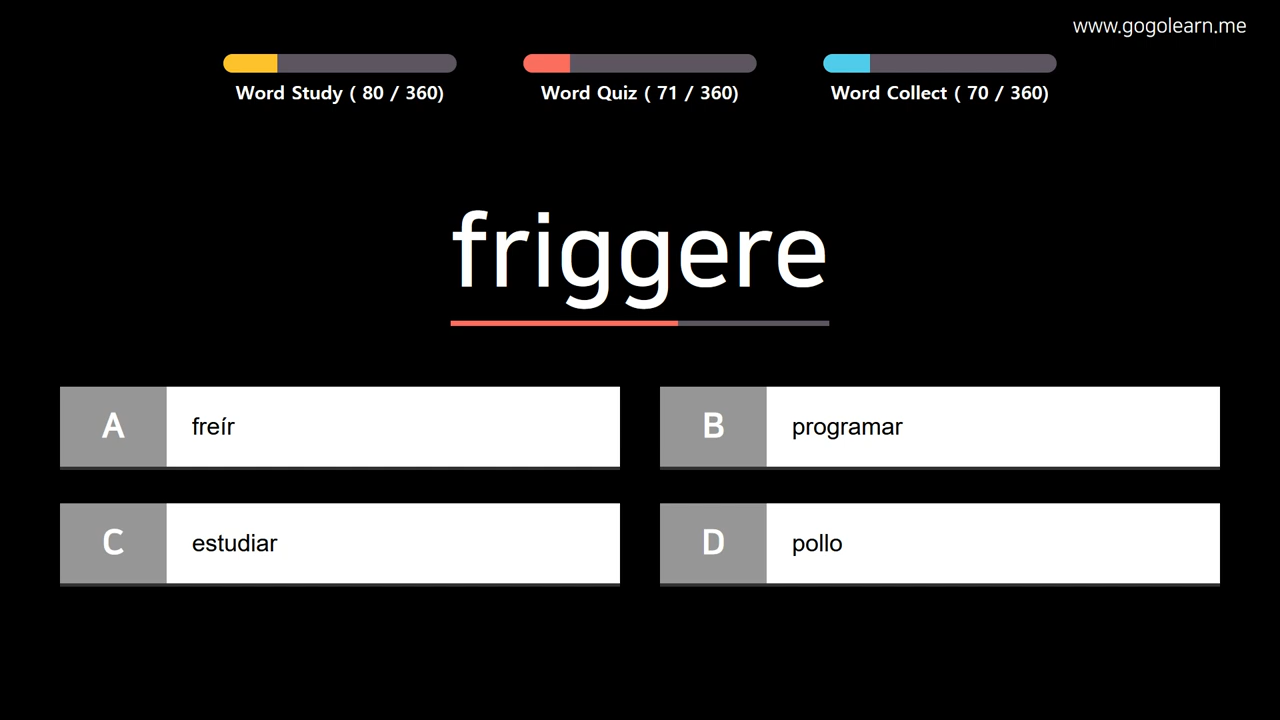 www.gogolearn.me
Word Study ( 80 / 360)
Word Quiz ( 71 / 360)
Word Collect ( 70 / 360)
friggere
A freír
B programar
C estudiar
D pollo